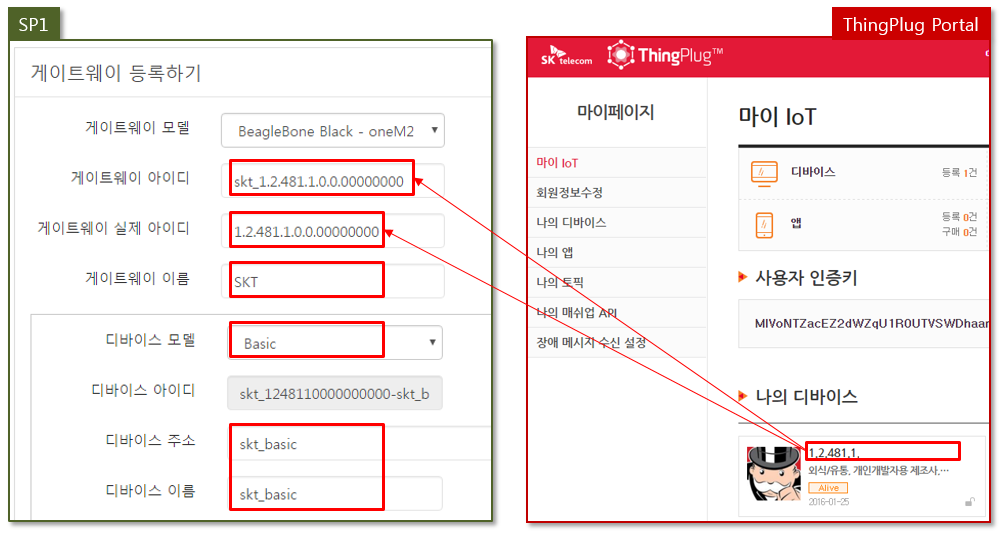 SP1
게이트웨이 등록하기
게이트웨이 모델
BeagleBone Black - oneM2
게이트웨이 아이디
skt_1.2.481.1.0.0.00000000
게이트웨이 실제 아이디
1.2.481.1.0.0.00000000
게이트웨이 이름
SKT
디바이스 모델
Basic
디바이스 아이디
skt_1248110000000000-skt_b
디바이스 주소
skt_basic
디바이스 이름
skt_basic
ThingPlug Portal
SK telecom
ThingPlug™
마이페이지
마이 IoT
회원정보수정
나의 디바이스
나의 앱
나의 토픽
나의 매쉬업 API
장애 메시지 수신 설정
마이 IoT
디바이스
등록 1건
앱
등록 0건
구매 0건
사용자 인증키
나의 디바이스
1,2,481,1,
외식/유통, 개인개발자용 제조사,…
Alive
2016-01-25